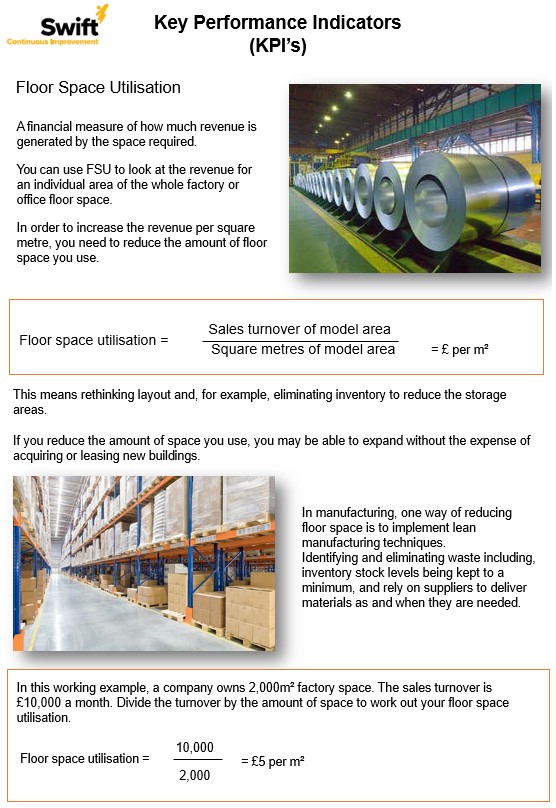 Swift
Continuous Improvement
Key Performance Indicators
(KPI's)
Floor Space Utilisation
A financial measure of how much revenue is
generated by the space required.
You can use FSU to look at the revenue for
an individual area of the whole factory or
office floor space.
In order to increase the revenue per square
metre, you need to reduce the amount of floor
space you use.
Floor space utilisation =
Sales turnover of model area
Square metres of model area
= £ per m²
This means rethinking layout and, for example, eliminating inventory to reduce the storage
areas.
If you reduce the amount of space you use, you may be able to expand without the expense of
acquiring or leasing new buildings.
In manufacturing, one way of reducing
floor space is to implement lean
manufacturing techniques.
Identifying and eliminating waste including,
inventory stock levels being kept to a
minimum, and rely on suppliers to deliver
materials as and when they are needed.
In this working example, a company owns 2,000m² factory space. The sales turnover is
£10,000 a month. Divide the turnover by the amount of space to work out your floor space
utilisation.
Floor space utilisation =
10,000
2,000
= £5 per m²